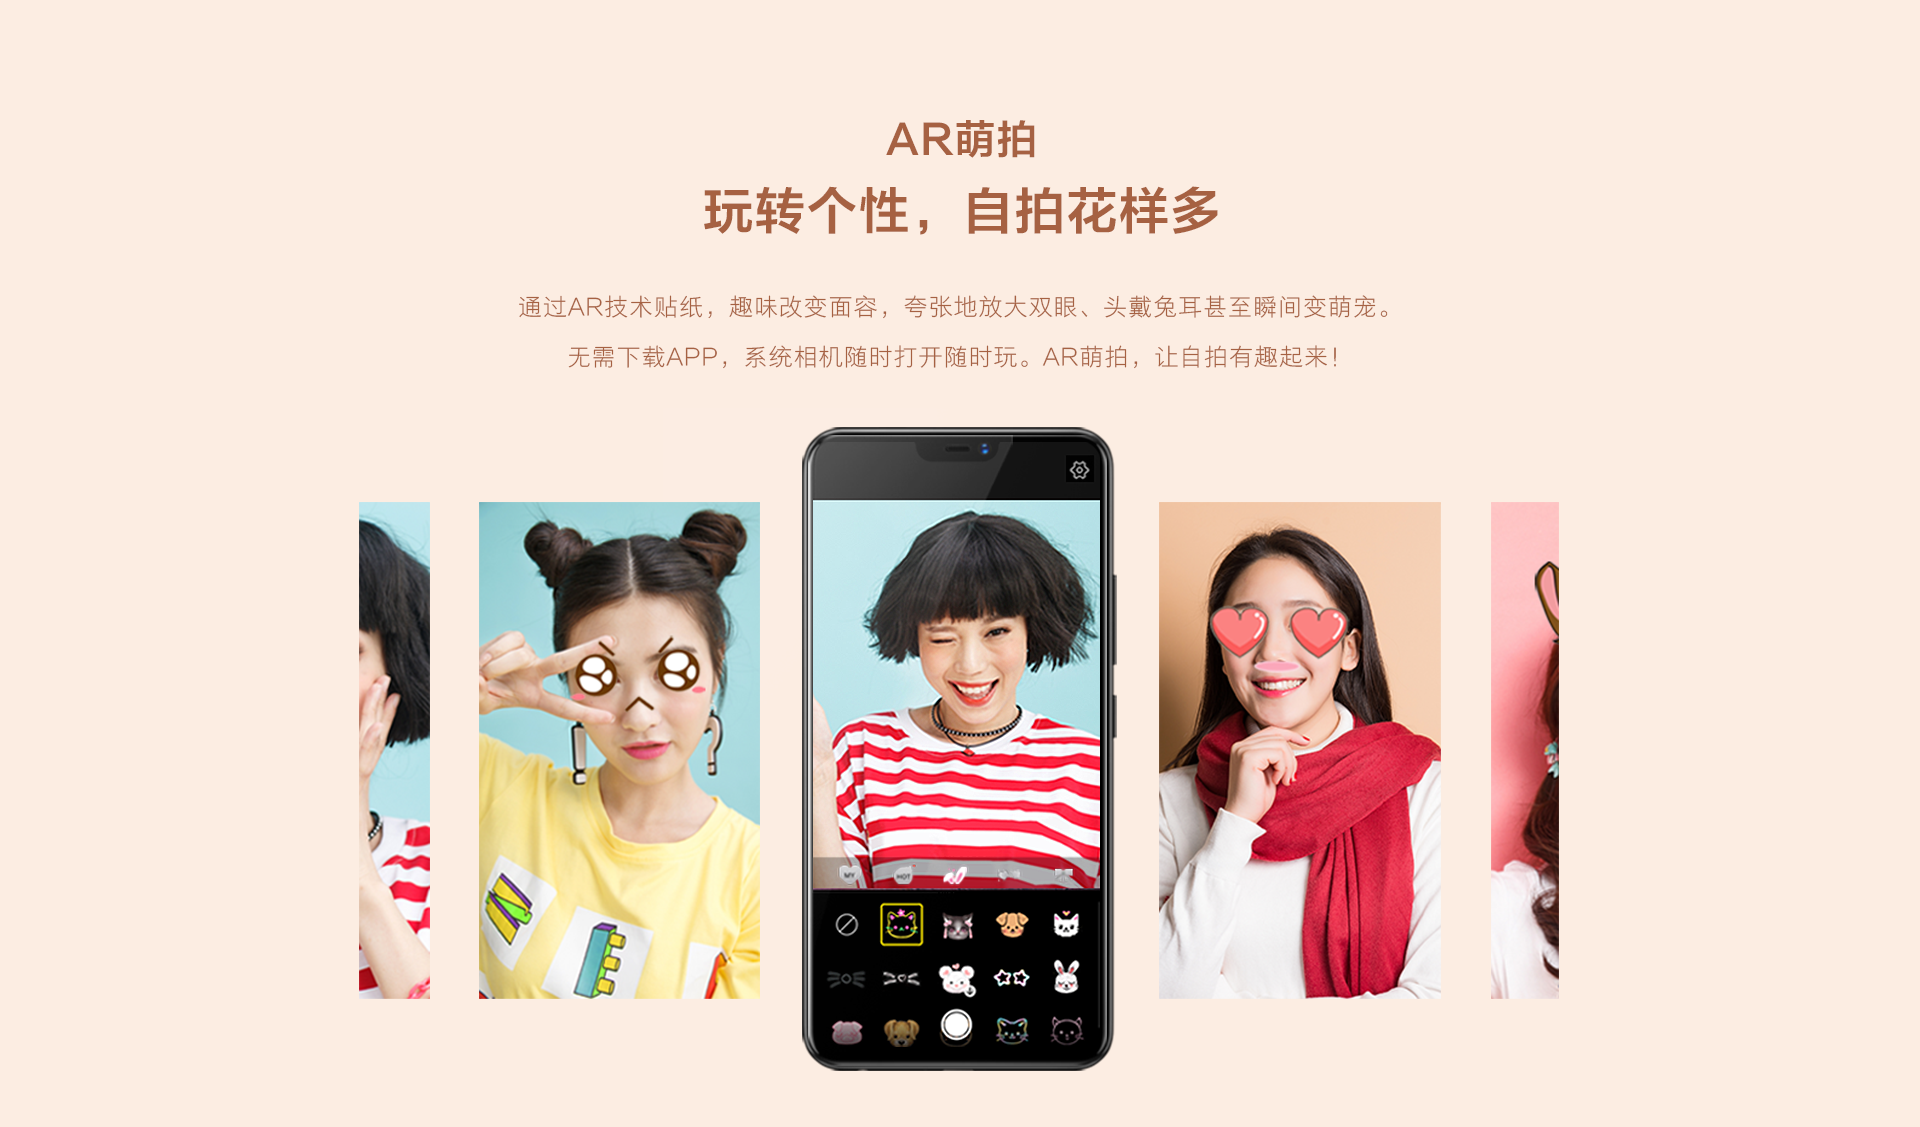 AR萌拍
玩转个性，自拍花样多
通过AR技术贴纸，趣味改变面容，夸张地放大双眼、头戴兔耳甚至瞬间变萌宠。
无需下载APP，系统相机随时打开随时玩。AR萌拍，让自拍有趣起来！
MY
HOT